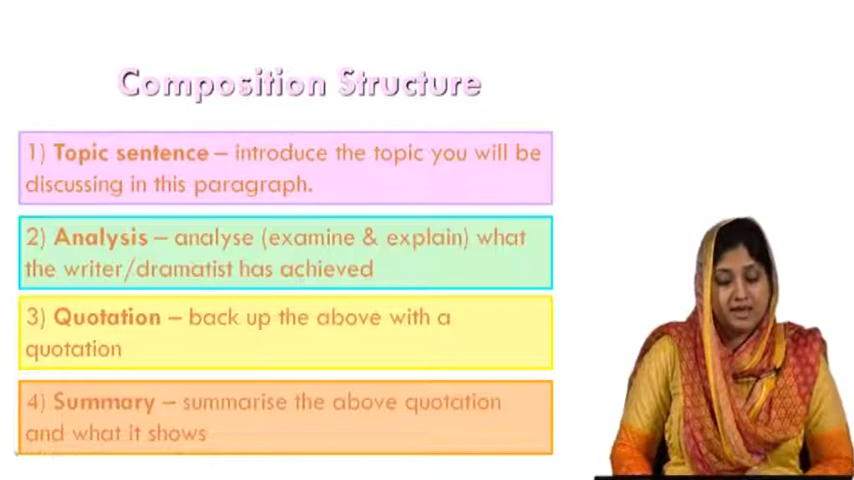 Composition Structure
1) Topic sentence – introduce the topic you will be
discussing in this paragraph.
2) Analysis – analyse (examine & explain) what
the writer/dramatist has achieved
3) Quotation – back up the above with a
quotation
4) Summary – summarise the above quotation
and what it shows